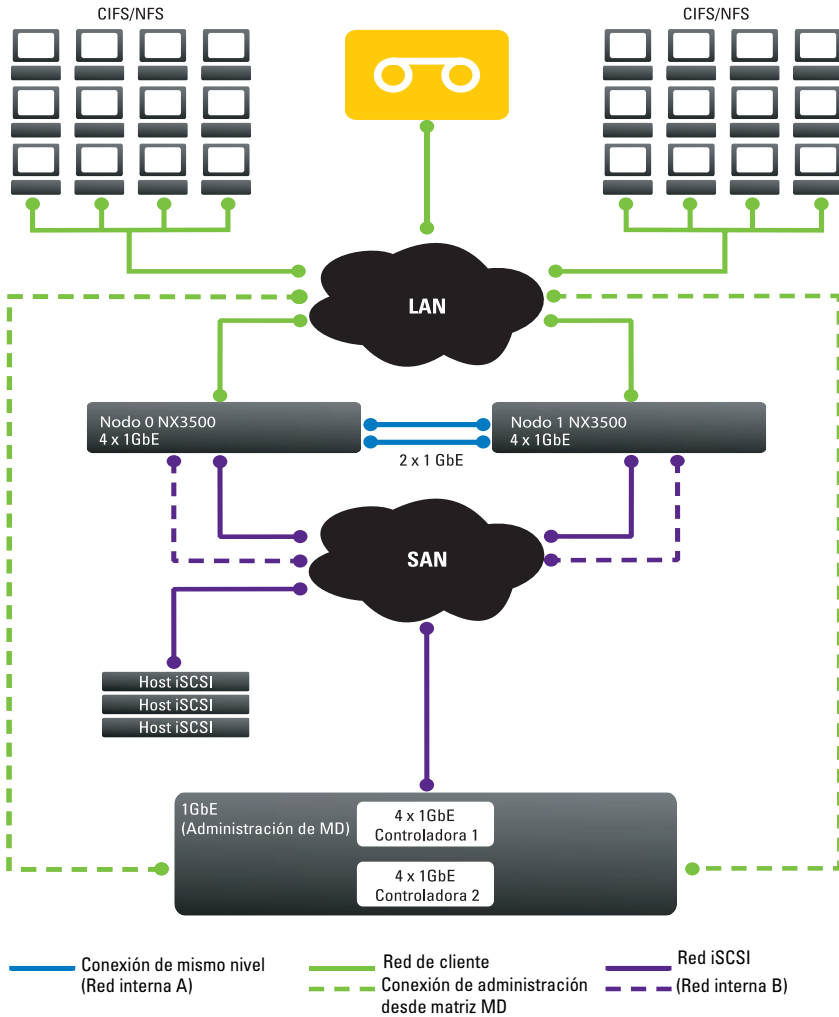 CIFS/NFS
CIFS/NFS
LAN
Nodo 0 NX3500
4 x 1GbE
Nodo 1 NX3500
4 x 1GbE
2 x 1 GbE
SAN
Host iSCSI
Host iSCSI
Host iSCSI
1GbE
(Administración de MD)
4 x 1GbE
Controladora 1
4 x 1GbE
Controladora 2
Conexión de mismo nivel
(Red interna A)
Red de cliente
Conexión de administración
desde matriz MD
Red iSCSI
(Red interna B)